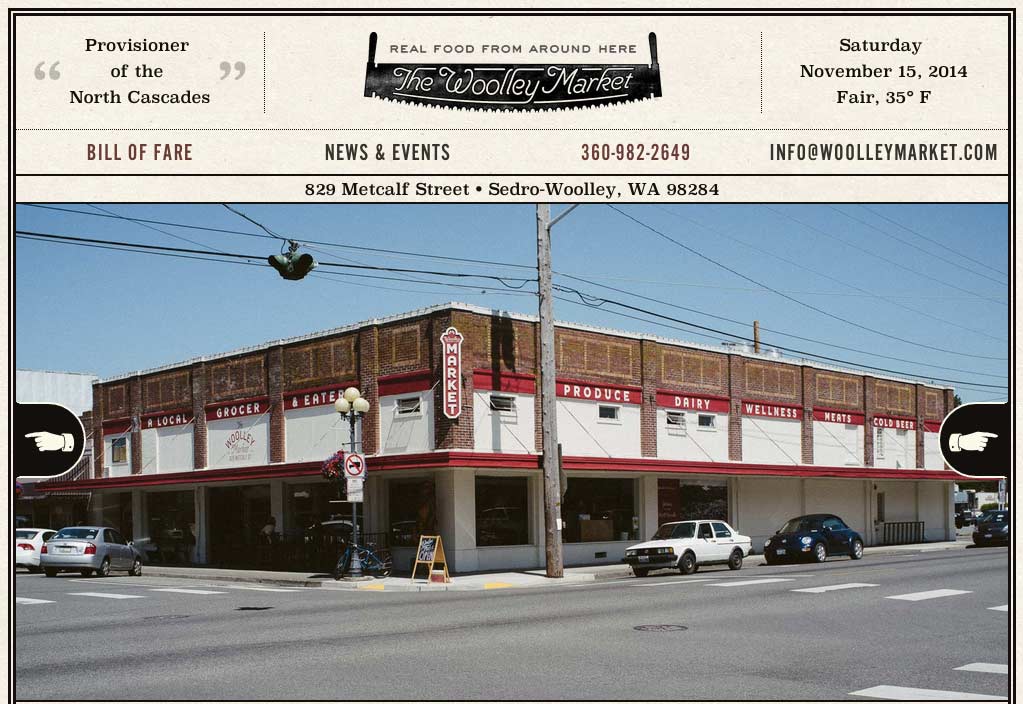 Provisioner
of the
North Cascades
REAL FOOD FROM AROUND HERE
The Woolley Market
Saturday
November 15, 2014
Fair, 35° F
BILL OF FARE
NEWS & EVENTS
360-982-2649
INFO@WOOLLEYMARKET.COM
829 Metcalf Street • Sedro-Woolley, WA 98284
A LOCAL
GROCER
& EATERY
MARKET
PRODUCE
DAIRY
WELLNESS
MEATS
COLD BEER
The
WOOLLEY
Market